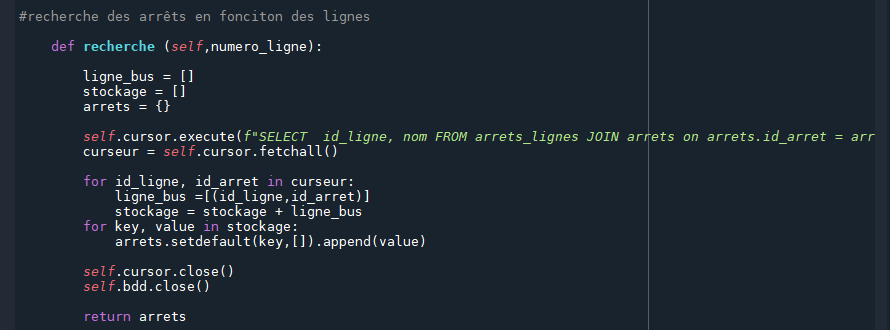 #recherche des arrêts en fonciton des lignes
def recherche (self,numero_ligne):
ligne_bus = []
stockage = []
arrets = {}
self.cursor.execute(f"SELECT  id_ligne, nom FROM arrets_lignes JOIN arrets on arrets.id_arret = arr
curseur = self.cursor.fetchall()
for id_ligne, id_arret in curseur:
ligne_bus =[(id_ligne,id_arret)]
stockage = stockage + ligne_bus
for key, value in stockage:
arrets.setdefault(key,[]).append(value)
self.cursor.close()
self.bdd.close()
return arrets